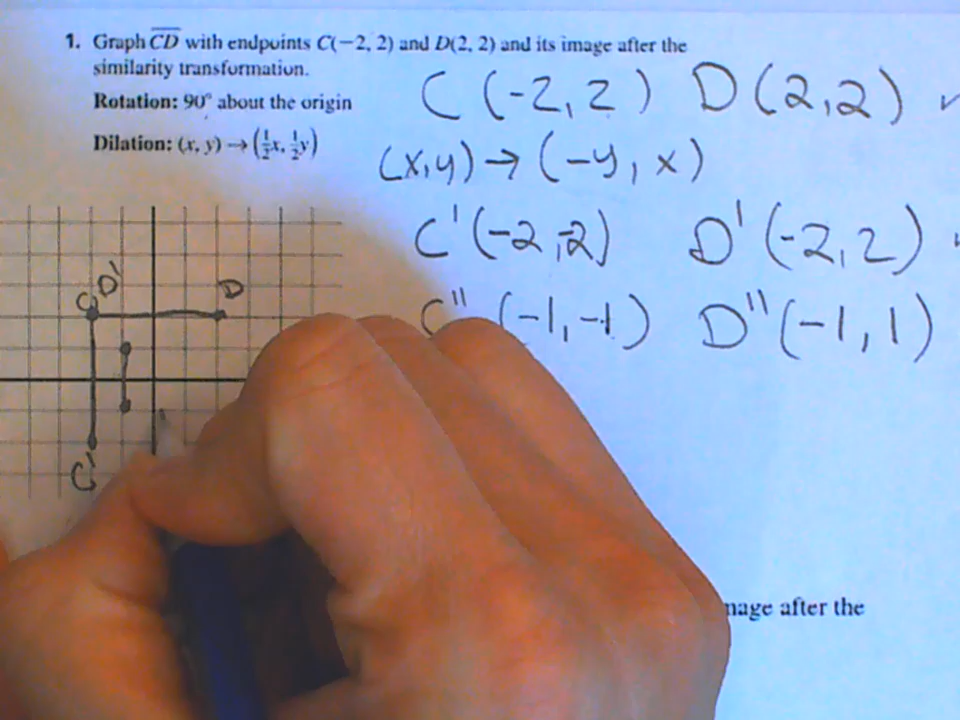 1. Graph CD with endpoints C(−2, 2) and D(2, 2) and its image after the
similarity transformation.
Rotation: 90° about the origin
Dilation: (x, y) → (1/2x, 1/2y)
C (-2, 2) D (2, 2) ✓
(x, y) → (-y, x)
C' (-2, -2) D' (-2, 2)
C'' (-1, -1) D'' (-1, 1)
C D' D
C'
after the